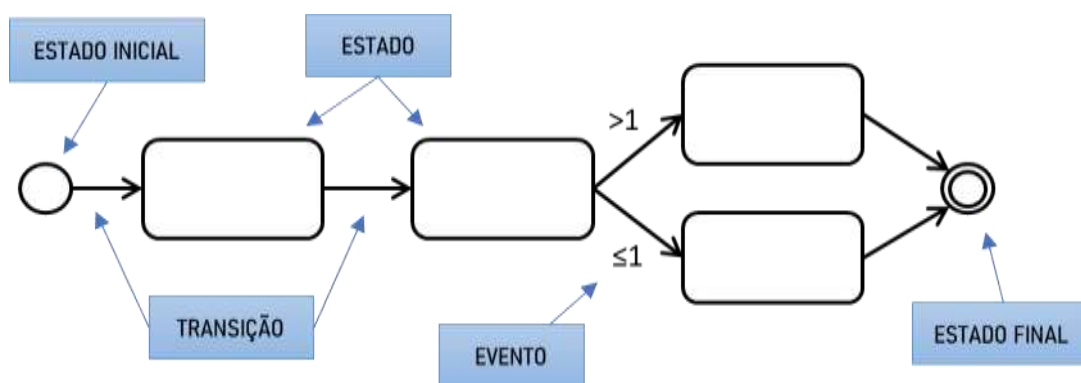 ESTADO INICIAL
ESTADO
>1
≤1
TRANSIÇÃO
EVENTO
ESTADO FINAL